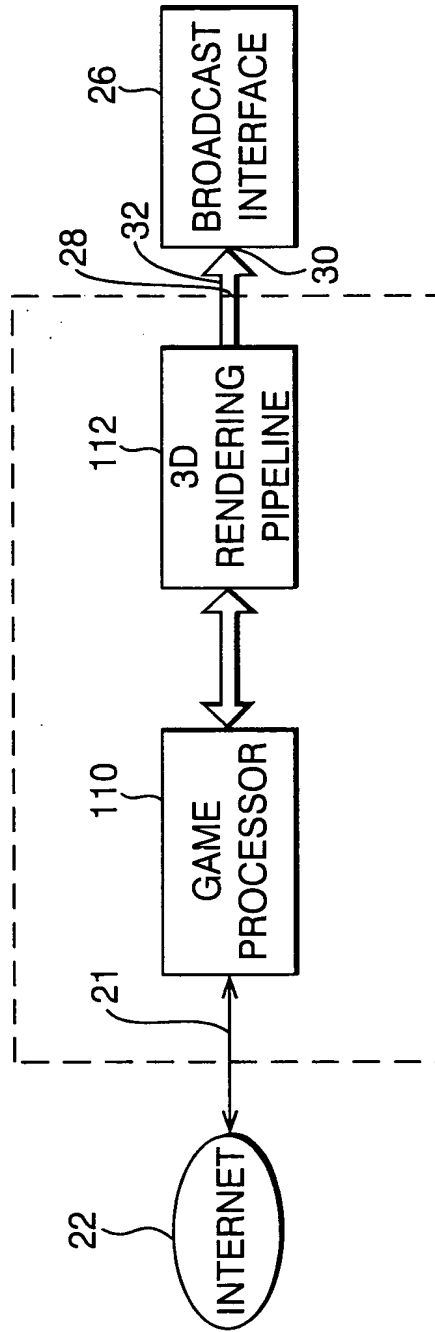 22
INTERNET
21
110
GAME
PROCESSOR
112
3D
RENDERING
PIPELINE
28
32
30
26
BROADCAST
INTERFACE